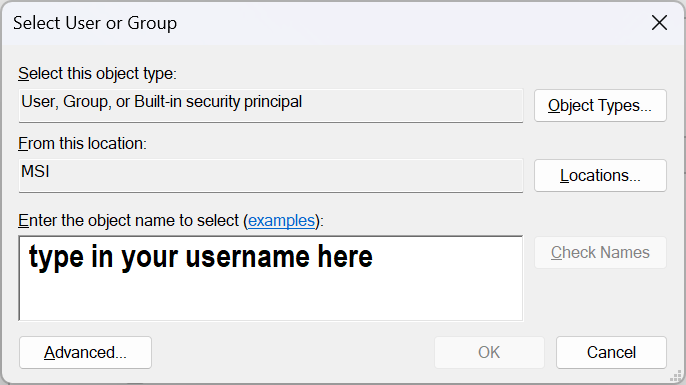 Select User or Group
Select this object type:
User, Group, or Built-in security principal
Object Types...
From this location:
MSI
Locations...
Enter the object name to select (examples):
type in your username here
Check Names
Advanced...
OK
Cancel